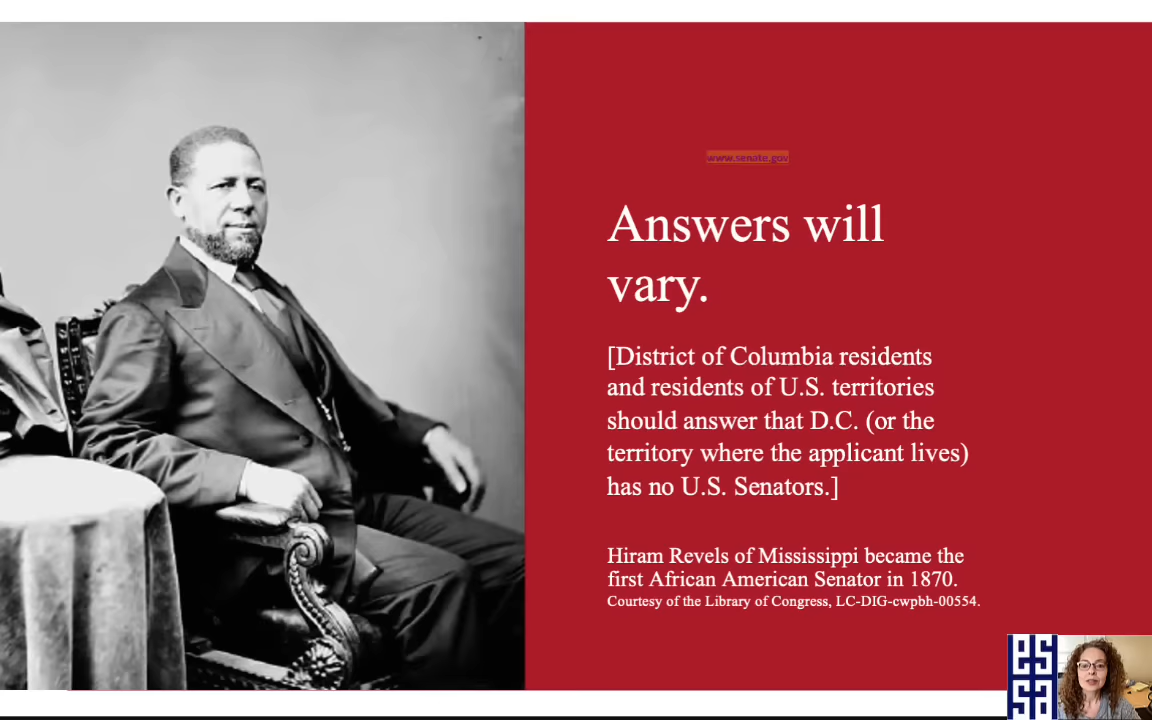 www.senate.gov
Answers will
vary.
[District of Columbia residents
and residents of U.S. territories
should answer that D.C. (or the
territory where the applicant lives)
has no U.S. Senators.]
Hiram Revels of Mississippi became the
first African American Senator in 1870.
Courtesy of the Library of Congress, LC-DIG-cwpbh-00554.